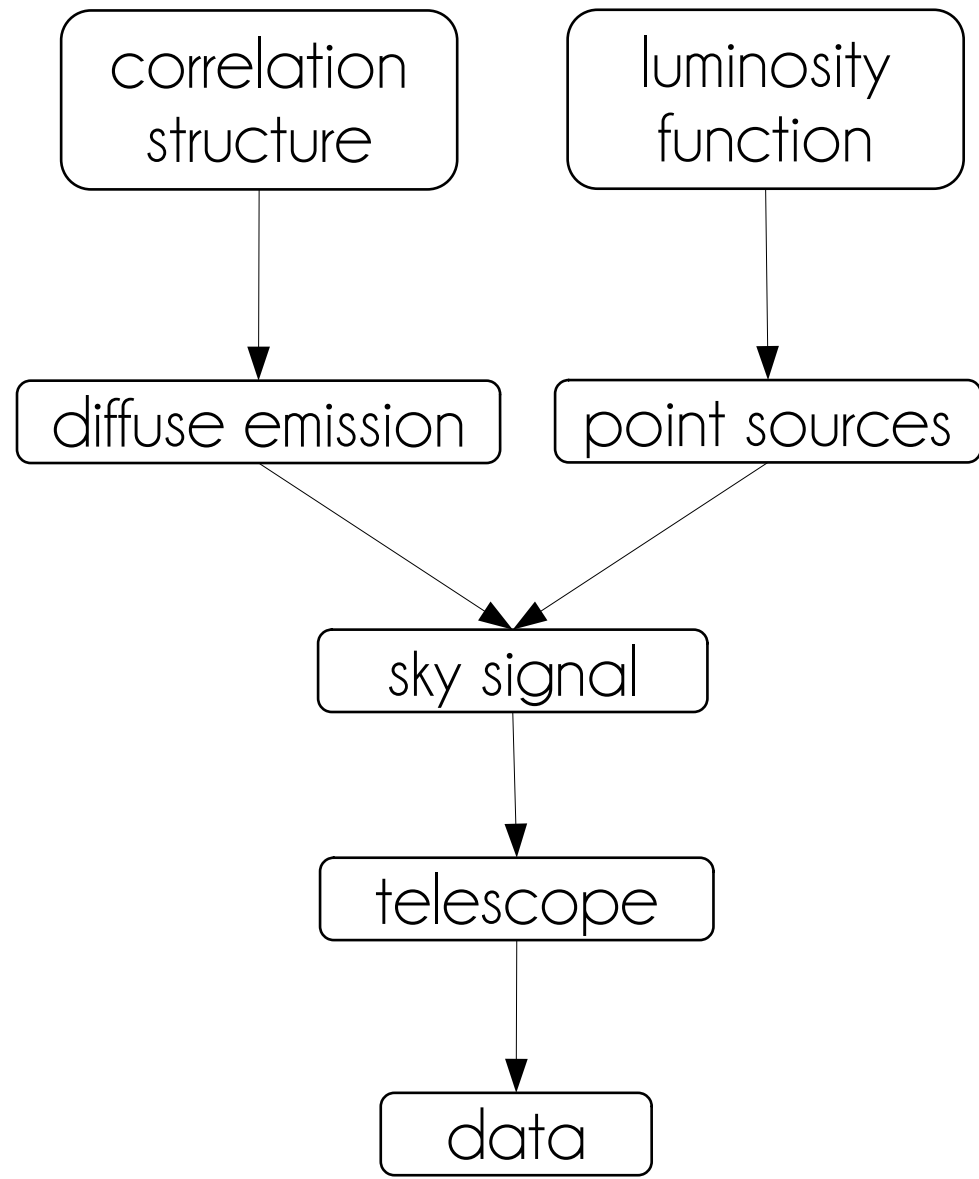 correlation
structure
luminosity
function
diffuse emission
point sources
sky signal
telescope
data